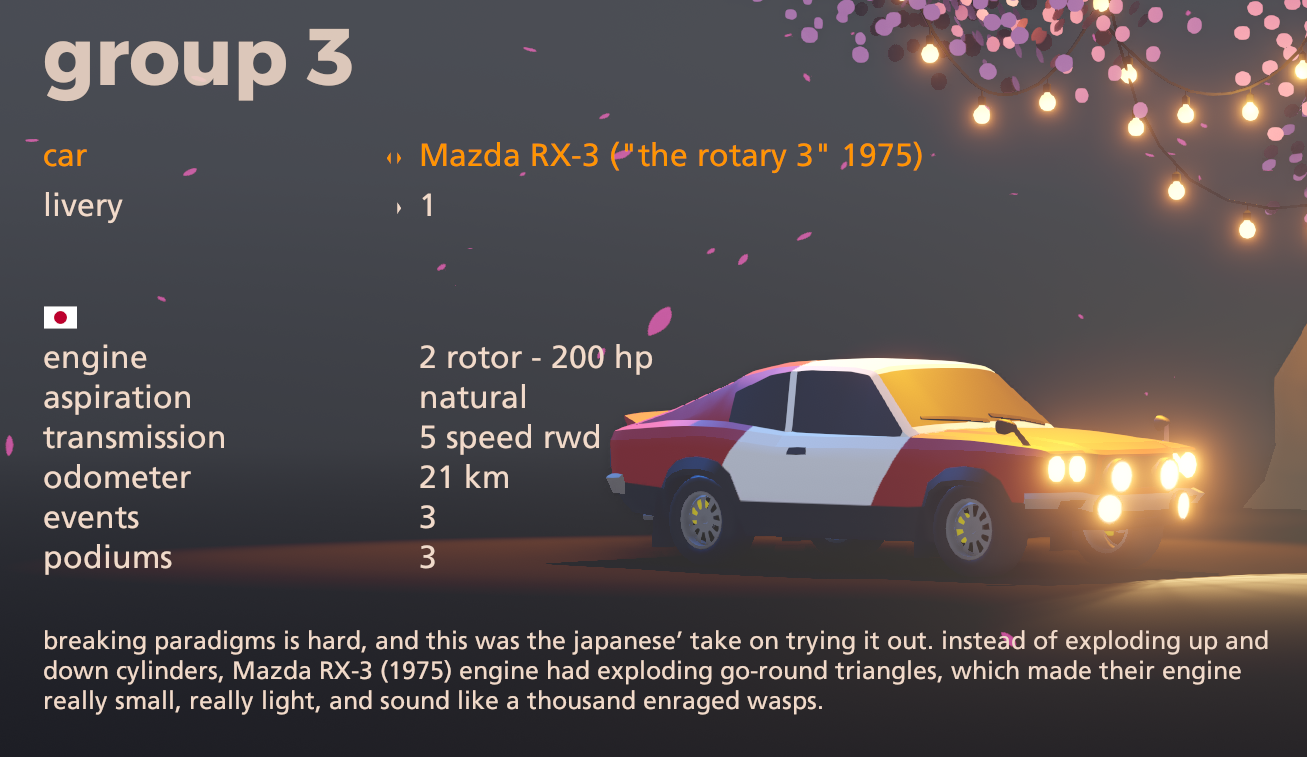 group 3
car Mazda RX-3 ("the rotary 3" 1975)
livery 1
engine 2 rotor - 200 hp
aspiration natural
transmission 5 speed rwd
odometer 21 km
events 3
podiums 3
breaking paradigms is hard, and this was the japanese’ take on trying it out. instead of exploding up and
down cylinders, Mazda RX-3 (1975) engine had exploding go-round triangles, which made their engine
really small, really light, and sound like a thousand enraged wasps.